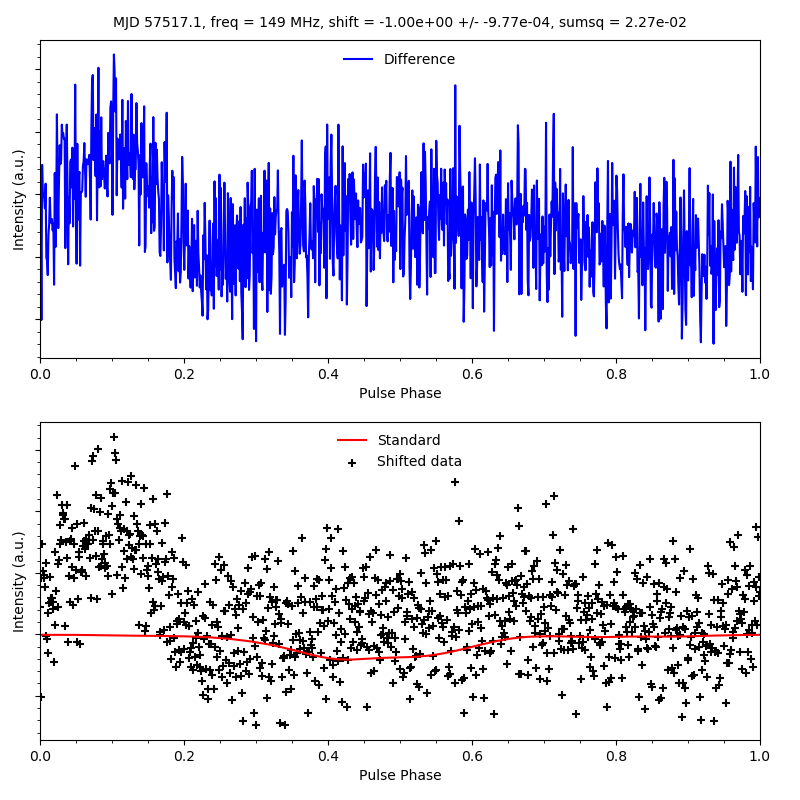 MJD 57517.1, freq = 149 MHz, shift = -1.00e+00 +/- -9.77e-04, sumsq = 2.27e-02
Difference
Intensity (a.u.)
0.0 0.2 0.4 0.6 0.8 1.0
Pulse Phase
Standard
Shifted data
Intensity (a.u.)
0.0 0.2 0.4 0.6 0.8 1.0
Pulse Phase